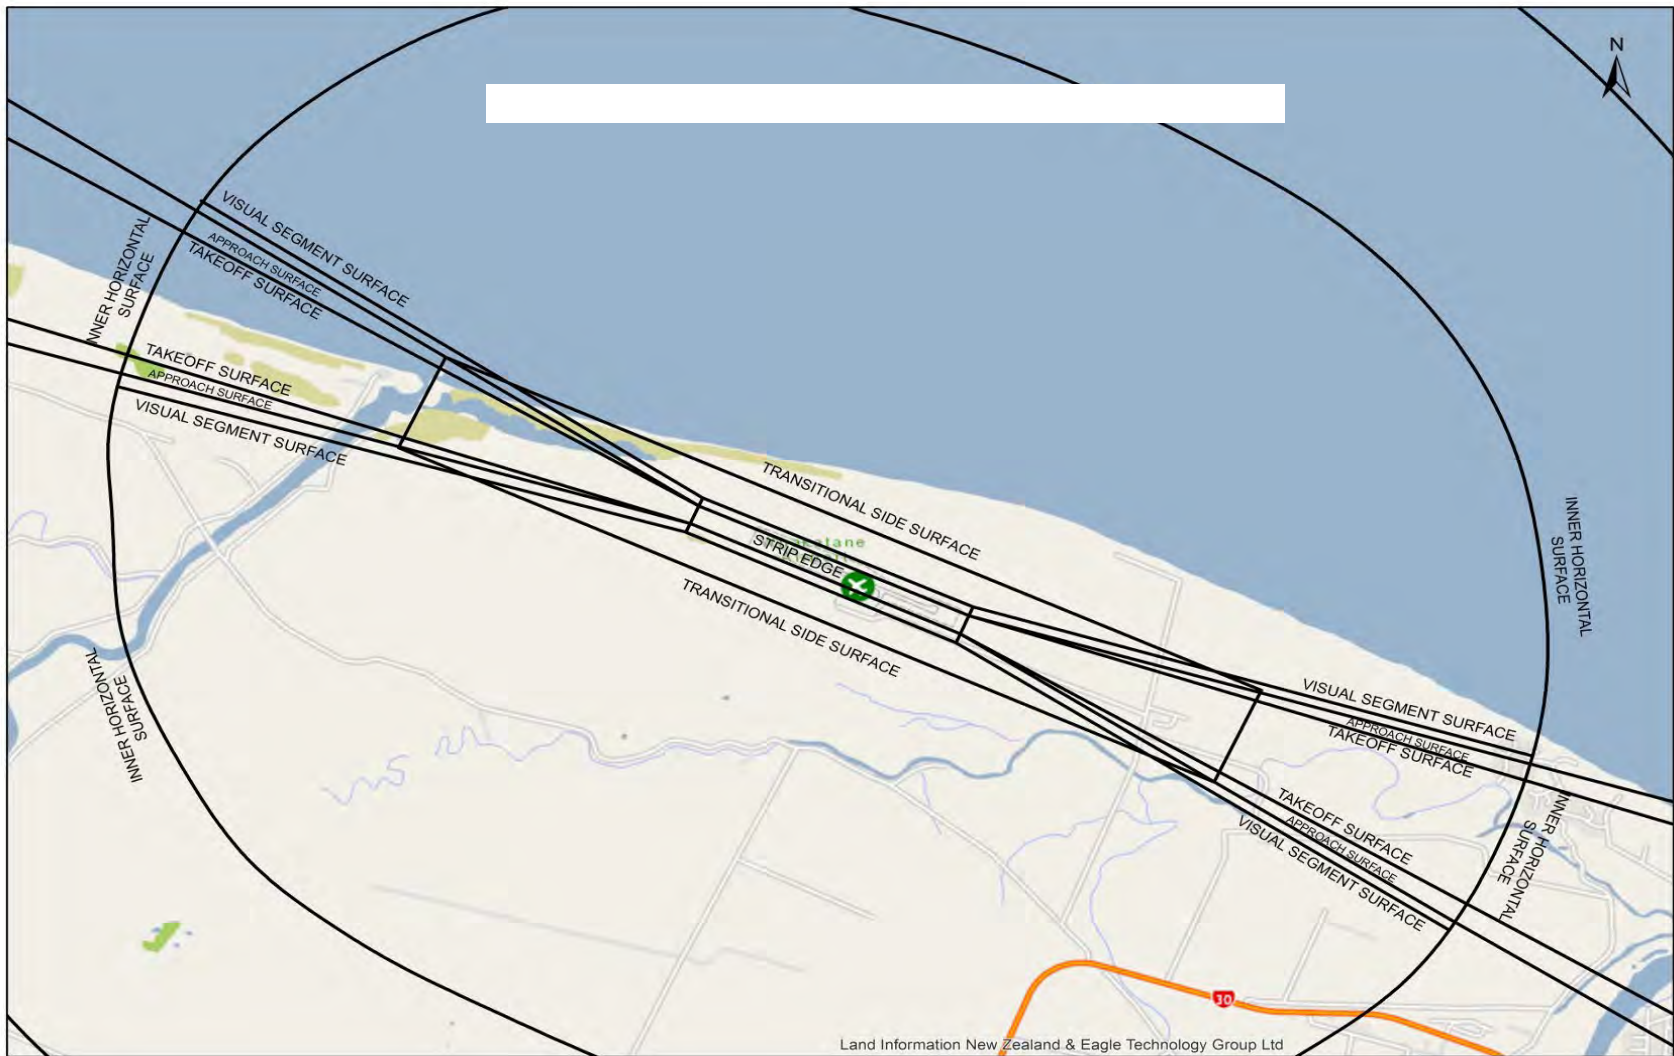 N
VISUAL SEGMENT SURFACE
APPROACH SURFACE
TAKEOFF SURFACE
INNER HORIZONTAL
SURFACE
TAKEOFF SURFACE
APPROACH SURFACE
VISUAL SEGMENT SURFACE
TRANSITIONAL SIDE SURFACE
STRIP EDGE
TRANSITIONAL SIDE SURFACE
INNER HORIZONTAL
SURFACE
INNER HORIZONTAL
SURFACE
VISUAL SEGMENT SURFACE
APPROACH SURFACE
TAKEOFF SURFACE
TAKEOFF SURFACE
APPROACH SURFACE
VISUAL SEGMENT SURFACE
INNER HORIZONTAL
SURFACE
30
Land Information New Zealand & Eagle Technology Group Ltd